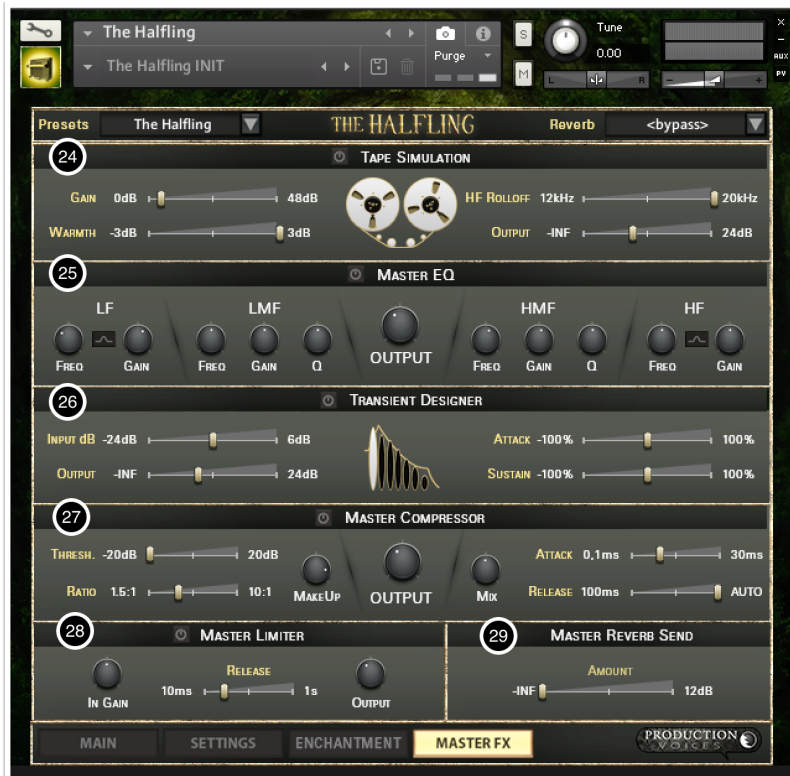 The Halfling
The Halfling INIT
Purge
S
M
Tune
0.00
L R
- +
×
-
AUX
PV
Presets The Halfling THE HALFLING Reverb <bypass>
24 TAPE SIMULATION
GAIN 0dB 48dB HF ROLLOFF 12kHz 20kHz
WARMTH -3dB 3dB OUTPUT -INF 24dB
25 MASTER EQ
LF LMF HMF HF
OUTPUT
FREQ GAIN FREQ GAIN Q FREQ GAIN Q FREQ GAIN
26 TRANSIENT DESIGNER
INPUT dB -24dB 6dB ATTACK -100% 100%
OUTPUT -INF 24dB SUSTAIN -100% 100%
27 MASTER COMPRESSOR
THRESH. -20dB 20dB ATTACK 0,1ms 30ms
RATIO 1.5:1 10:1 MAKEUP OUTPUT MIX RELEASE 100ms AUTO
28 MASTER LIMITER 29 MASTER REVERB SEND
RELEASE AMOUNT
10ms 1s -INF 12dB
IN GAIN OUTPUT
MAIN SETTINGS ENCHANTMENT MASTER FX PRODUCTION
VOICES